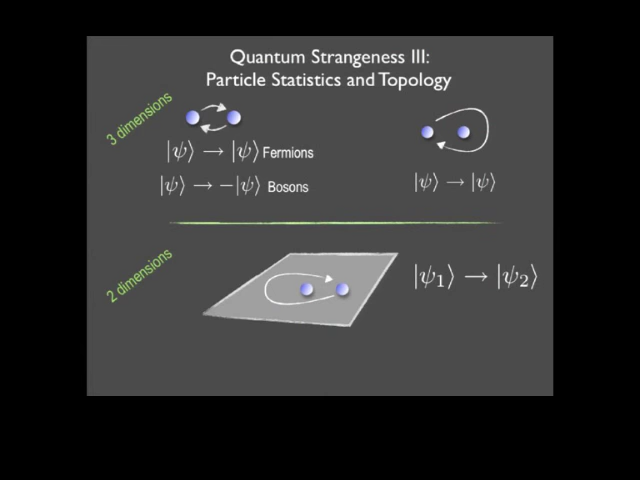 Quantum Strangeness III:
Particle Statistics and Topology
3 dimensions
|ψ⟩ → |ψ⟩ Fermions
|ψ⟩ → −|ψ⟩ Bosons
|ψ⟩ → |ψ⟩
2 dimensions
|ψ₁⟩ → |ψ₂⟩